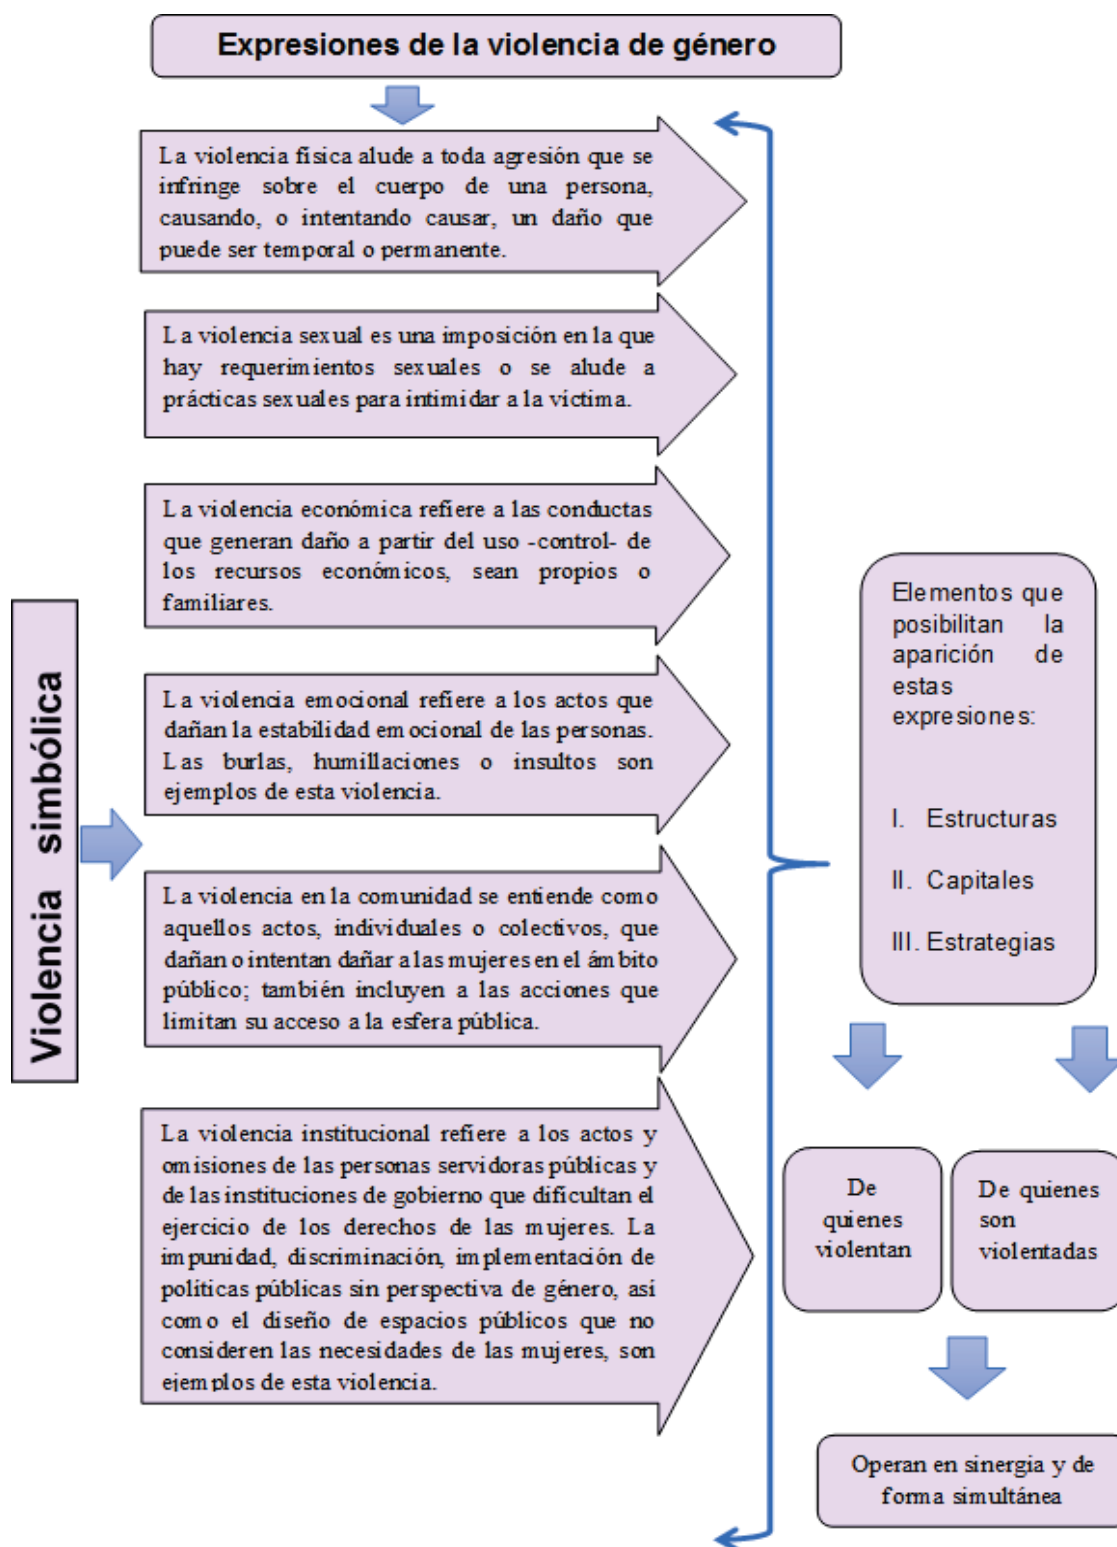 Expresiones de la violencia de género
La violencia física alude a toda agresión que se
infringe sobre el cuerpo de una persona,
causando, o intentando causar, un daño que
puede ser temporal o permanente.
La violencia sexual es una imposición en la que
hay requerimientos sexuales o se alude a
prácticas sexuales para intimidar a la víctima.
La violencia económica refiere a las conductas
que generan daño a partir del uso -control- de
los recursos económicos, sean propios o
familiares.
La violencia emocional refiere a los actos que
dañan la estabilidad emocional de las personas.
Las burlas, humillaciones o insultos son
ejemplos de esta violencia.
La violencia en la comunidad se entiende como
aquellos actos, individuales o colectivos, que
dañan o intentan dañar a las mujeres en el ámbito
público; también incluyen a las acciones que
limitan su acceso a la esfera pública.
La violencia institucional refiere a los actos y
omisiones de las personas servidoras públicas y
de las instituciones de gobierno que dificultan el
ejercicio de los derechos de las mujeres. La
impunidad, discriminación, implementación de
políticas públicas sin perspectiva de género, así
como el diseño de espacios públicos que no
consideren las necesidades de las mujeres, son
ejemplos de esta violencia.
Violencia simbólica
Elementos que
posibilitan la
aparición de
estas
expresiones:
I. Estructuras
II. Capitales
III. Estrategias
De
quienes
violentan
De quienes
son
violentadas
Operan en sinergia y de
forma simultánea